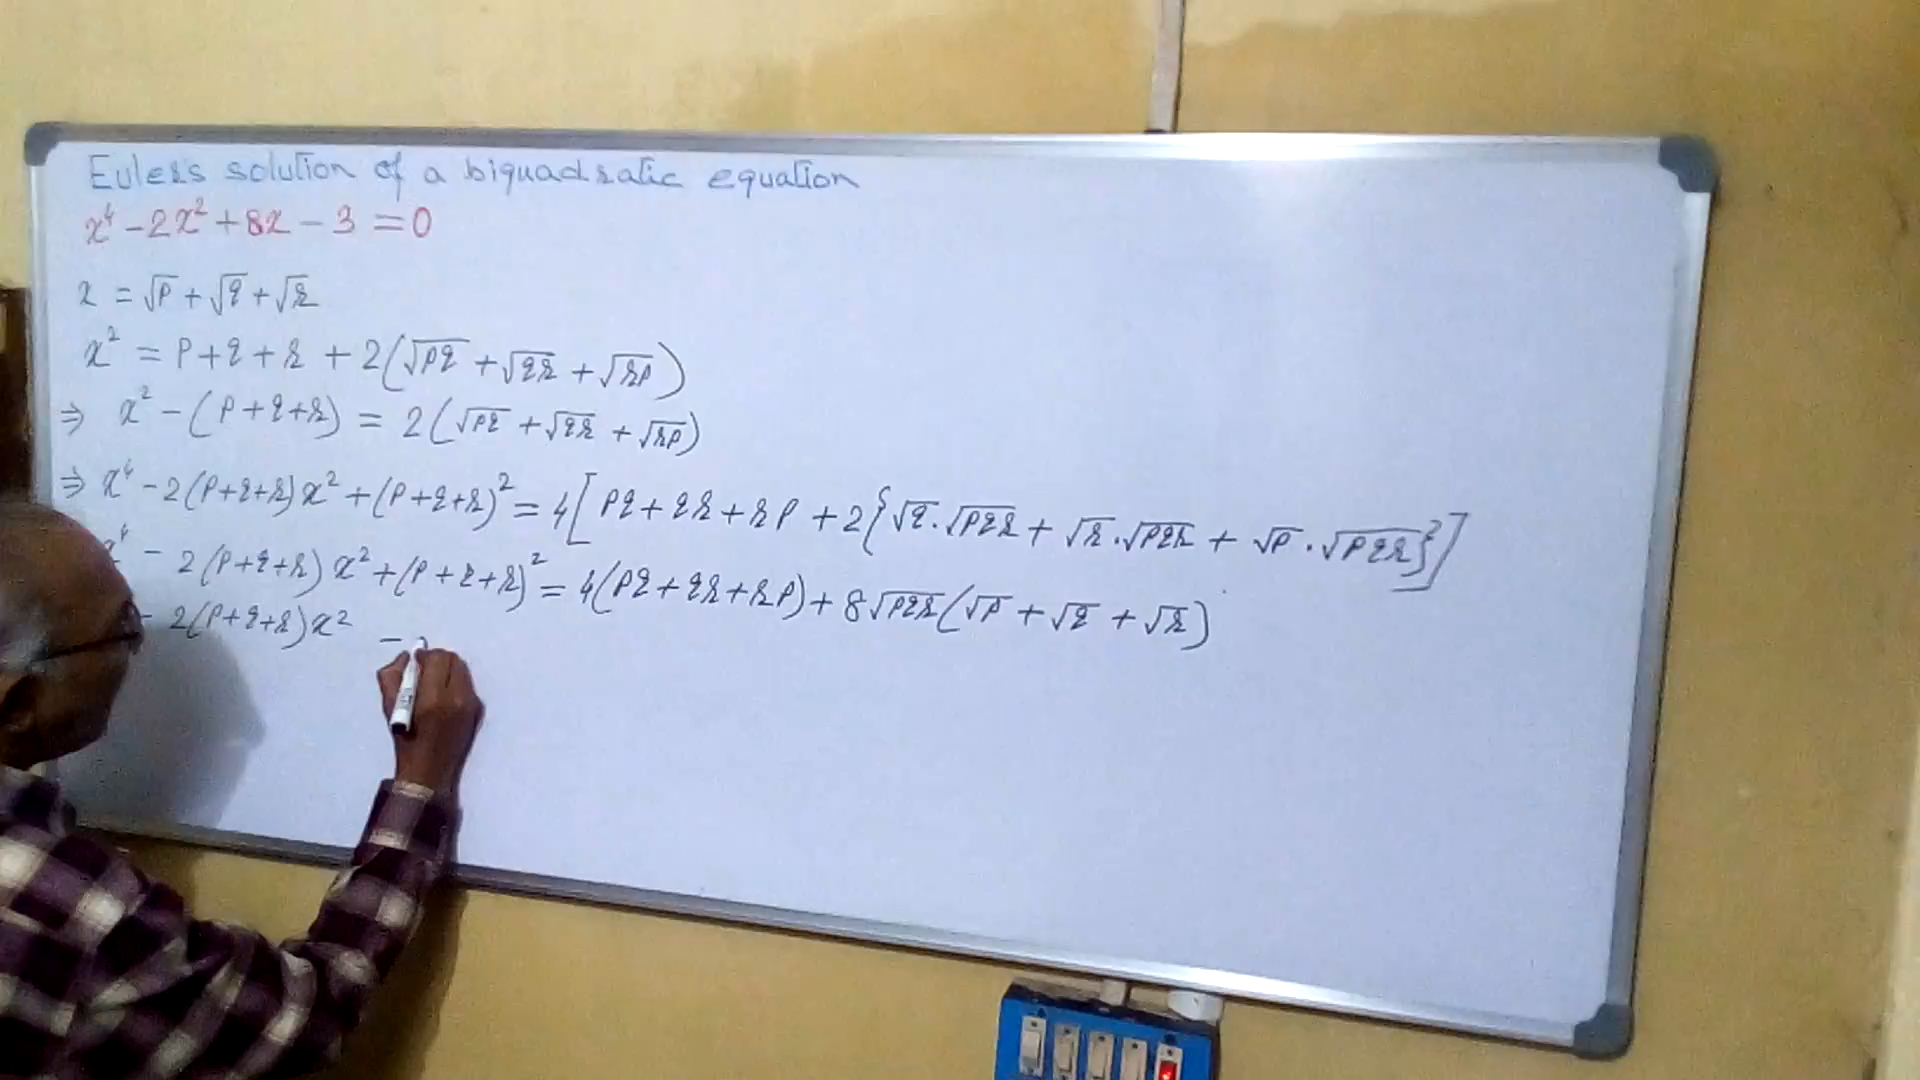 Euler's solution of a biquadratic equation
x⁴ - 2x² + 8x - 3 = 0
x = √p + √q + √r
x² = p + q + r + 2(√pq + √qr + √rp)
⇒ x² - (p+q+r) = 2(√pq + √qr + √rp)
⇒ x⁴ - 2(p+q+r)x² + (p+q+r)² = 4[pq + qr + rp + 2{√q·√pqr + √r·√pqr + √p·√pqr}]
x⁴ - 2(p+q+r)x² + (p+q+r)² = 4(pq + qr + rp) + 8√pqr(√p + √q + √r)
- 2(p+q+r)x² -